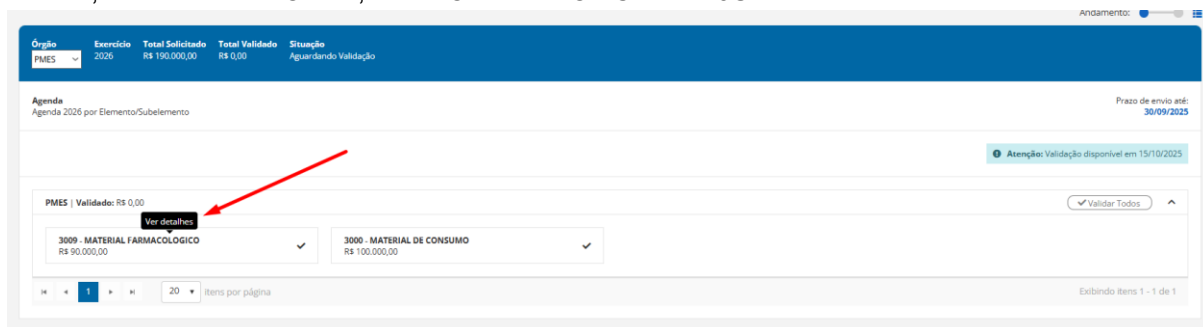 Andamento:
Órgão Exercício Total Solicitado Total Validado Situação
PMES 2026 R$ 190.000,00 R$ 0,00 Aguardando Validação
Agenda
Agenda 2026 por Elemento/Subelemento
Prazo de envio até:
30/09/2025
Atenção: Validação disponível em 15/10/2025
PMES | Validado: R$ 0,00
Validar Todos
Ver detalhes
3009 - MATERIAL FARMACOLOGICO
R$ 90.000,00
3000 - MATERIAL DE CONSUMO
R$ 100.000,00
1 20 itens por página
Exibindo itens 1 - 1 de 1